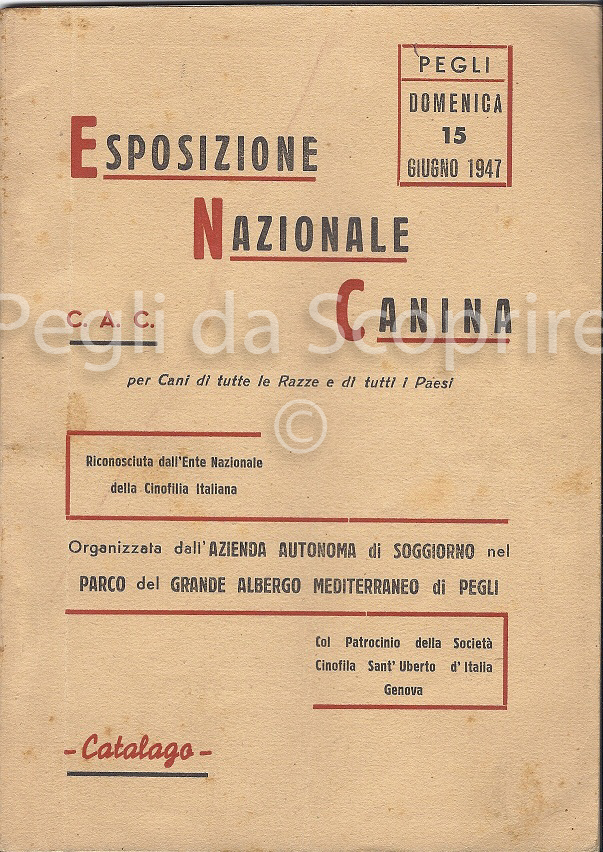 PEGLI
DOMENICA
15
GIUGNO 1947
ESPOSIZIONE
NAZIONALE
CANINA
C. A. C.
Pegli da Scoprire
per Cani di tutte le Razze e di tutti i Paesi
©
Riconosciuta dall'Ente Nazionale
della Cinofilia Italiana
Organizzata dall'AZIENDA AUTONOMA di SOGGIORNO nel
PARCO del GRANDE ALBERGO MEDITERRANEO di PEGLI
Col Patrocinio della Società
Cinofila Sant'Uberto d'Italia
Genova
- Catalago -